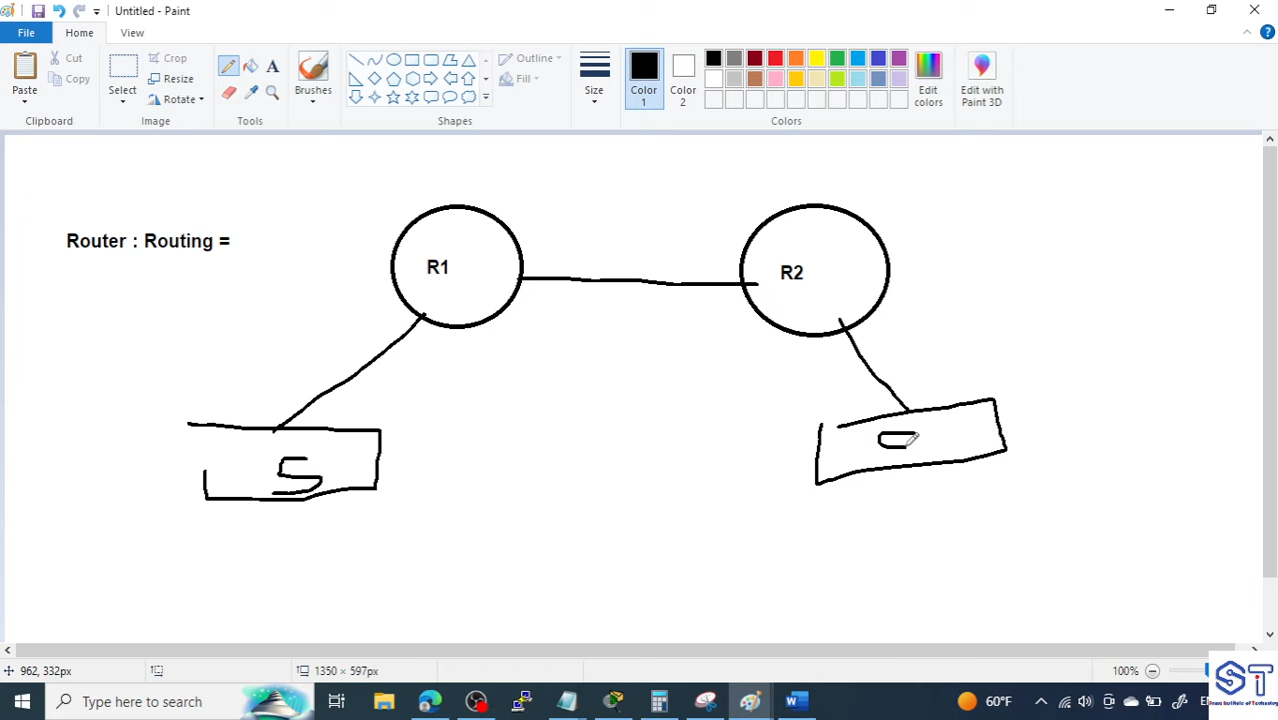 Untitled - Paint
File
Home
View
Paste
Cut
Copy
Clipboard
Select
Crop
Resize
Rotate
Image
A
Tools
Brushes
Shapes
Outline
Fill
Size
Color
1
Color
2
Edit
colors
Edit with
Paint 3D
Colors
Router : Routing =
R1
R2
S
962, 332px
1350 × 597px
100%
Type here to search
60°F
ST